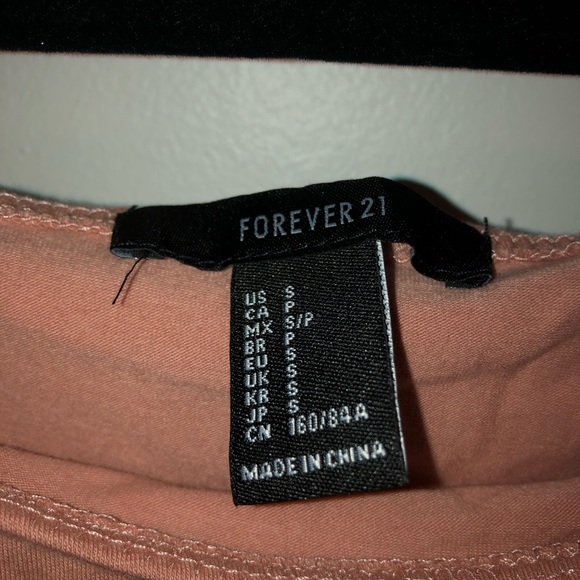 FOREVER 21
US S
CA P
MX S/P
BR P
EU S
UK S
KR S
JP S
CN 160/84A
MADE IN CHINA